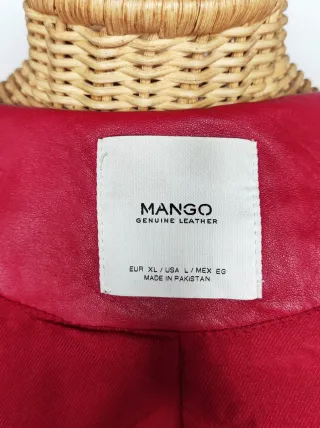 MANGO
GENUINE LEATHER
EUR XL / USA L / MEX EG
MADE IN PAKISTAN